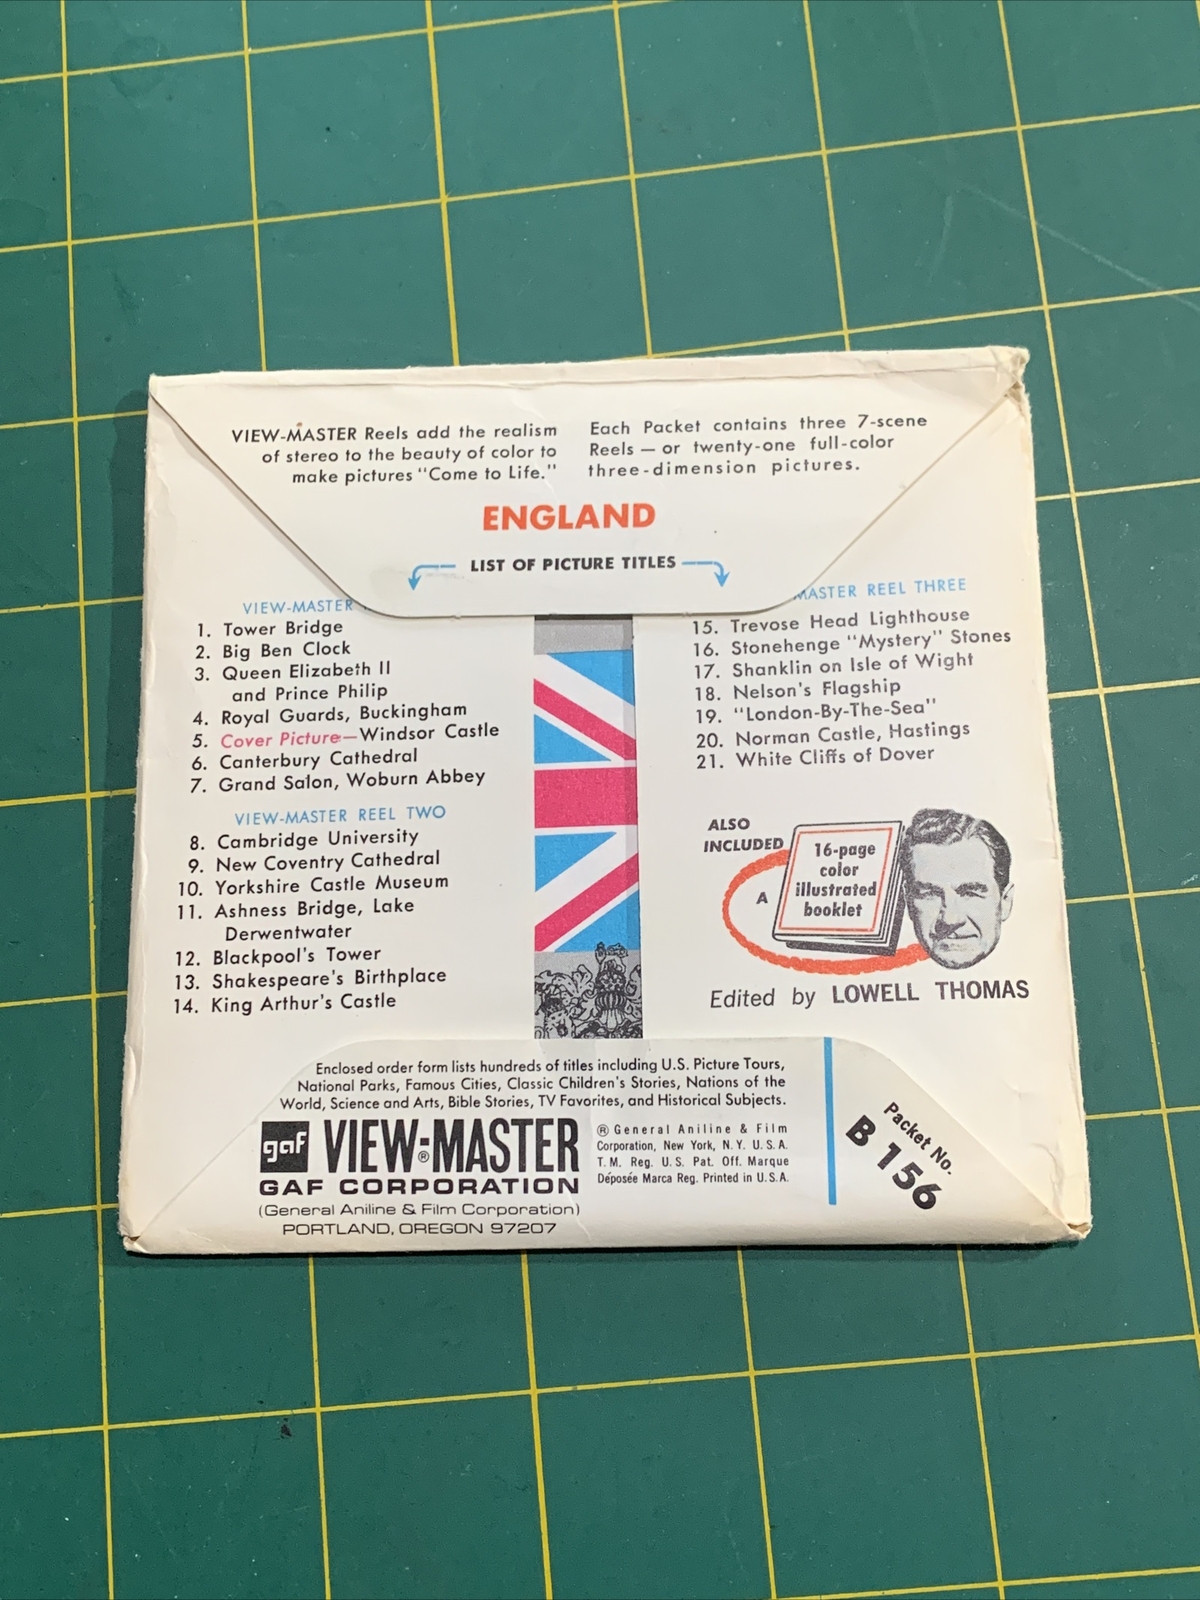 VIEW-MASTER Reels add the realism
of stereo to the beauty of color to
make pictures "Come to Life."
Each Packet contains three 7-scene
Reels — or twenty-one full-color
three-dimension pictures.
ENGLAND
LIST OF PICTURE TITLES
VIEW-MASTER
1. Tower Bridge
2. Big Ben Clock
3. Queen Elizabeth II
and Prince Philip
4. Royal Guards, Buckingham
5. Cover Picture—Windsor Castle
6. Canterbury Cathedral
7. Grand Salon, Woburn Abbey
VIEW-MASTER REEL TWO
8. Cambridge University
9. New Coventry Cathedral
10. Yorkshire Castle Museum
11. Ashness Bridge, Lake
Derwentwater
12. Blackpool's Tower
13. Shakespeare's Birthplace
14. King Arthur's Castle
MASTER REEL THREE
15. Trevose Head Lighthouse
16. Stonehenge "Mystery" Stones
17. Shanklin on Isle of Wight
18. Nelson's Flagship
19. "London-By-The-Sea"
20. Norman Castle, Hastings
21. White Cliffs of Dover
ALSO
INCLUDED
A
16-page
color
illustrated
booklet
Edited by LOWELL THOMAS
Enclosed order form lists hundreds of titles including U.S. Picture Tours,
National Parks, Famous Cities, Classic Children's Stories, Nations of the
World, Science and Arts, Bible Stories, TV Favorites, and Historical Subjects.
gaf VIEW-MASTER®
GAF CORPORATION
(General Aniline & Film Corporation)
PORTLAND, OREGON 97207
® General Aniline & Film
Corporation, New York, N.Y. U.S.A.
T.M. Reg. U.S. Pat. Off. Marque
Déposée Marca Reg. Printed in U.S.A.
Packet No.
B 156